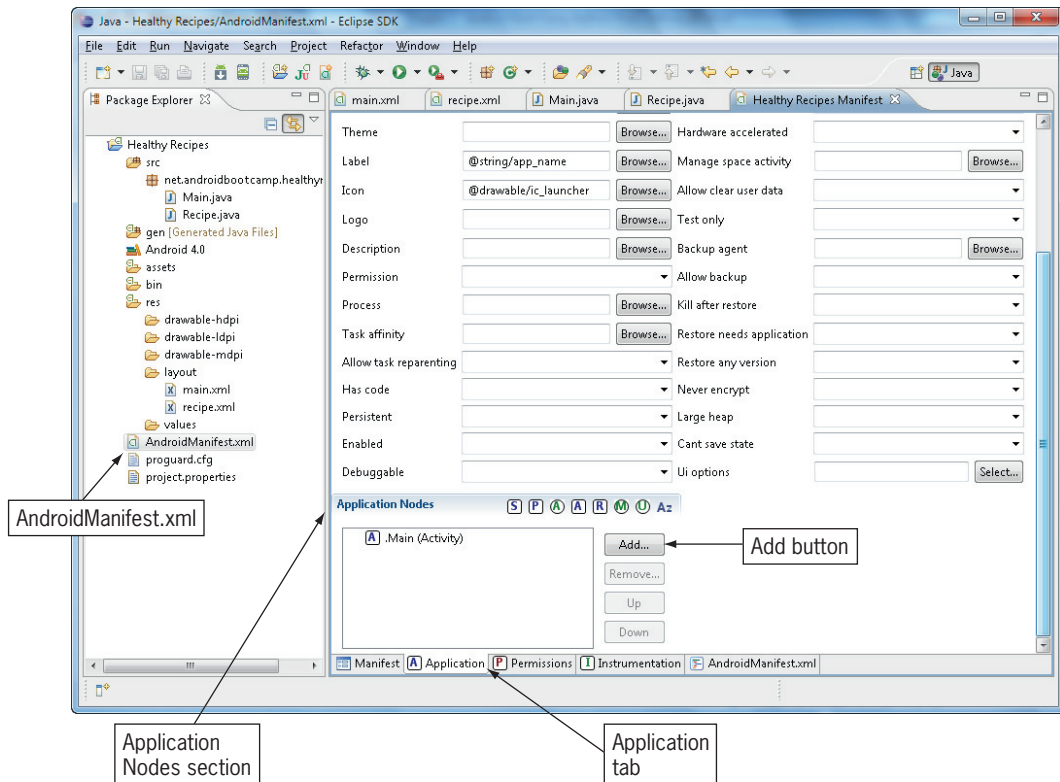 Java - Healthy Recipes/AndroidManifest.xml - Eclipse SDK
File Edit Run Navigate Search Project Refactor Window Help
Java
Package Explorer
main.xml recipe.xml Main.java Recipe.java Healthy Recipes Manifest
Healthy Recipes
src
net.androidbootcamp.healthyr
Main.java
Recipe.java
gen [Generated Java Files]
Android 4.0
assets
bin
res
drawable-hdpi
drawable-ldpi
drawable-mdpi
layout
main.xml
recipe.xml
values
AndroidManifest.xml
proguard.cfg
project.properties
Theme Browse... Hardware accelerated
Label @string/app_name Browse... Manage space activity Browse...
Icon @drawable/ic_launcher Browse... Allow clear user data
Logo Browse... Test only
Description Browse... Backup agent Browse...
Permission Allow backup
Process Browse... Kill after restore
Task affinity Browse... Restore needs application
Allow task reparenting Restore any version
Has code Never encrypt
Persistent Large heap
Enabled Cant save state
Debuggable Ui options Select...
Application Nodes S P A A R M U Az
A .Main (Activity)
Add...
Remove...
Up
Down
Manifest A Application P Permissions I Instrumentation AndroidManifest.xml
AndroidManifest.xml
Add button
Application
Nodes section
Application
tab